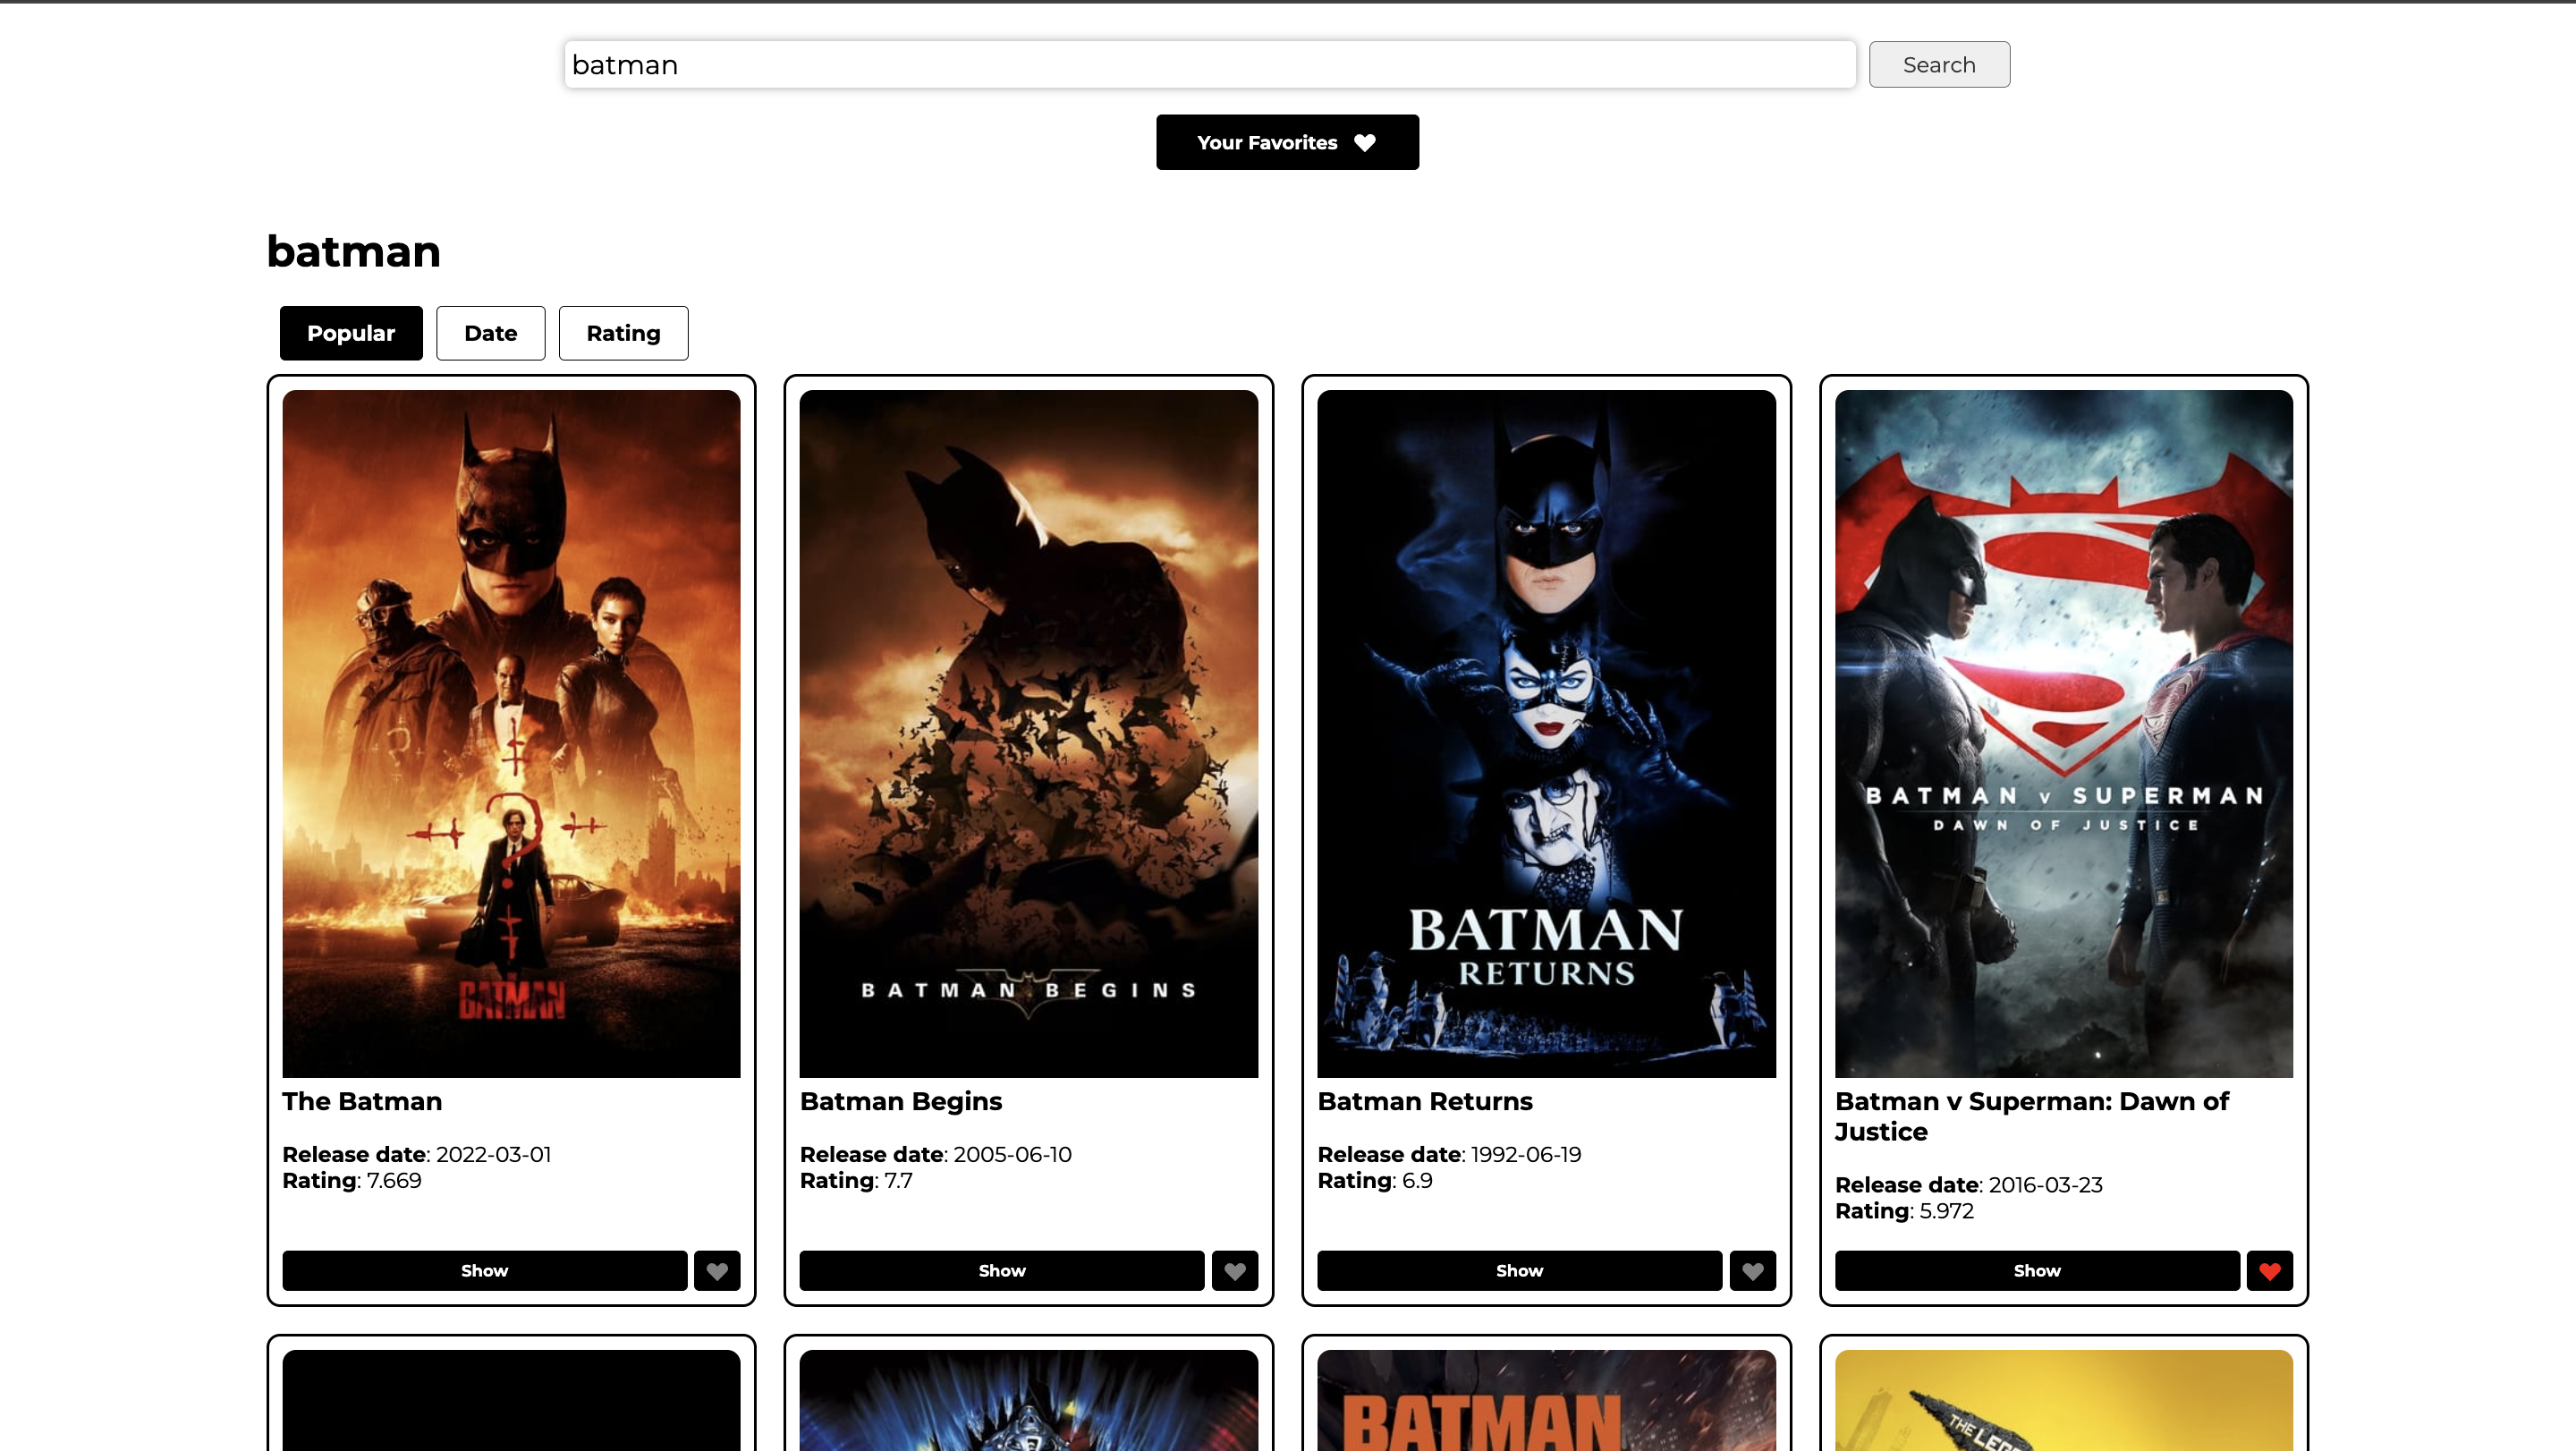 batman
Search
Your Favorites
batman
Popular
Date
Rating
BATMAN
BATMAN BEGINS
BATMAN
RETURNS
BATMAN v SUPERMAN
DAWN OF JUSTICE
The Batman
Release date: 2022-03-01
Rating: 7.669
Show
Batman Begins
Release date: 2005-06-10
Rating: 7.7
Show
Batman Returns
Release date: 1992-06-19
Rating: 6.9
Show
Batman v Superman: Dawn of
Justice
Release date: 2016-03-23
Rating: 5.972
Show
BATMAN
THE